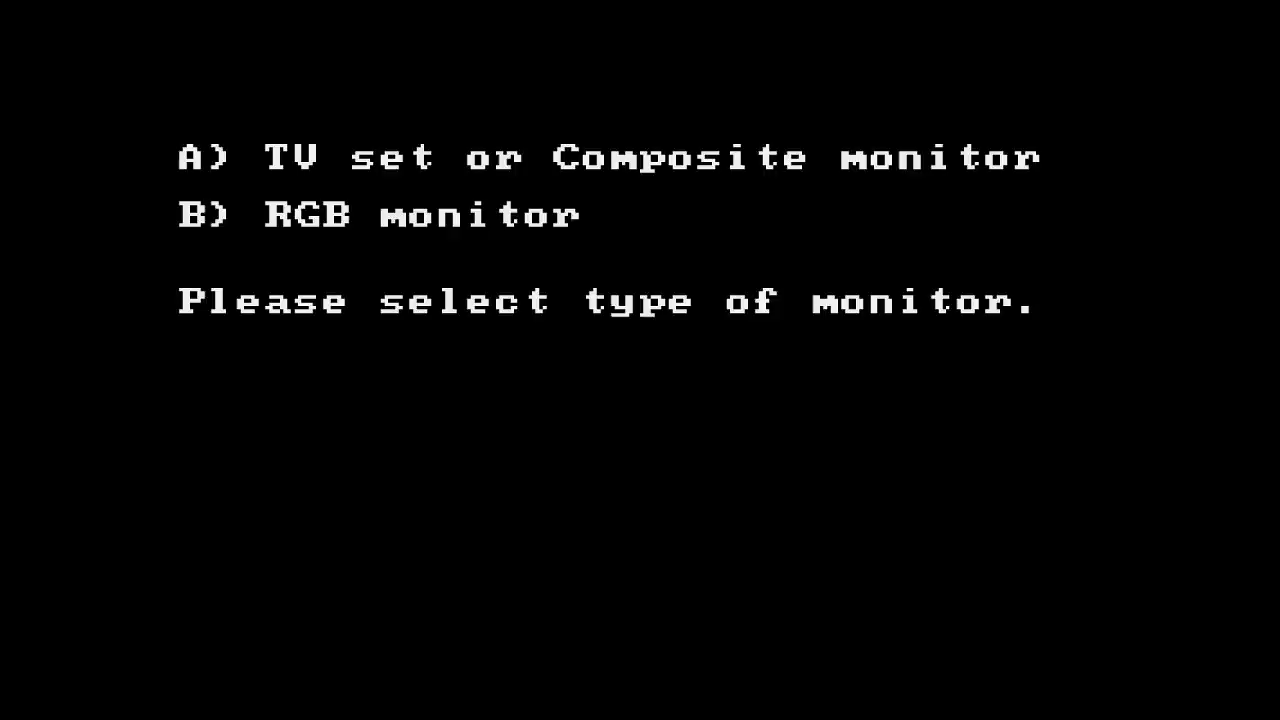 A) TV set or Composite monitor
B) RGB monitor
Please select type of monitor.